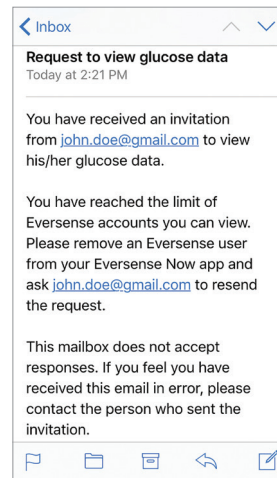 Inbox
Request to view glucose data
Today at 2:21 PM
You have received an invitation
from john.doe@gmail.com to view
his/her glucose data.
You have reached the limit of
Eversense accounts you can view.
Please remove an Eversense user
from your Eversense Now app and
ask john.doe@gmail.com to resend
the request.
This mailbox does not accept
responses. If you feel you have
received this email in error, please
contact the person who sent the
invitation.